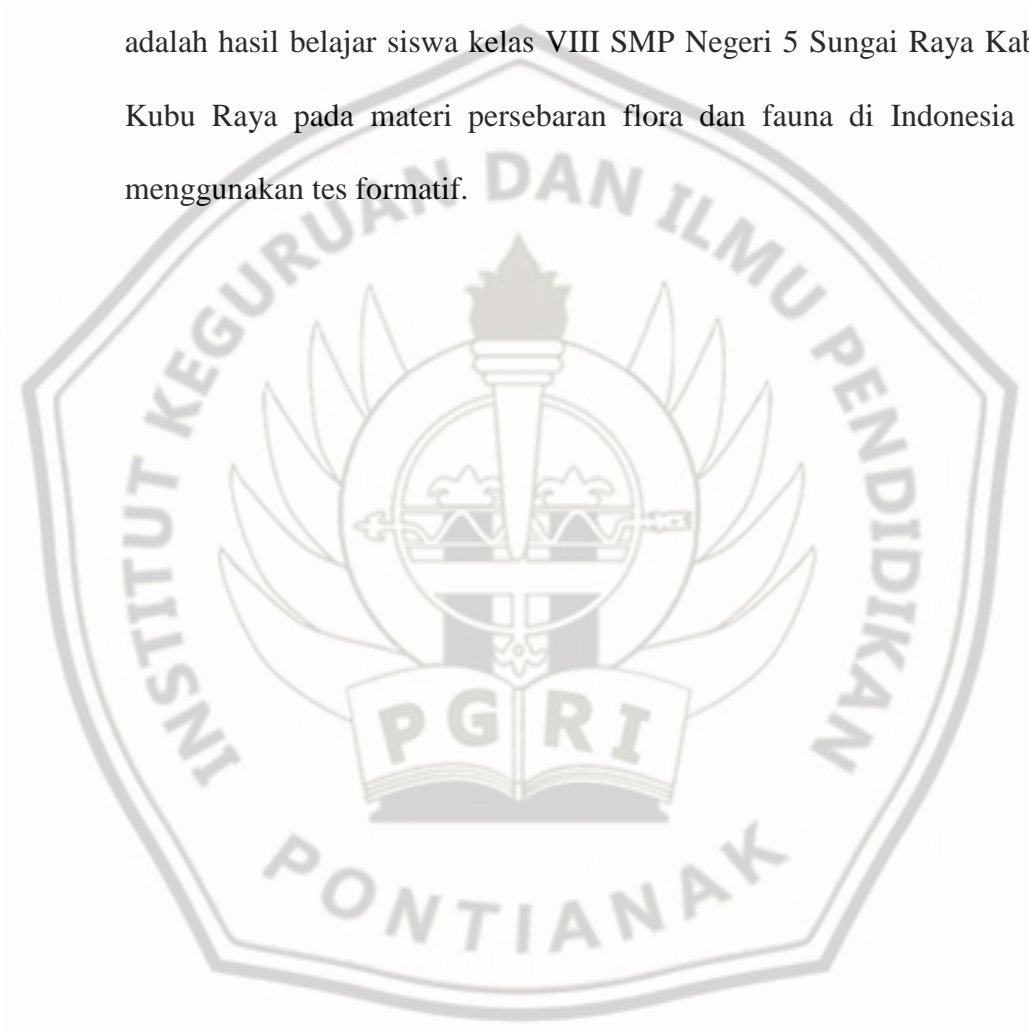 adalah hasil belajar siswa kelas VIII SMP Negeri 5 Sungai Raya
Kubu Raya pada materi persebaran flora dan fauna di Indonesia
menggunakan tes formatif.
INSTITUT KEGURUAN DAN ILMU PENDIDIKAN
PGRI
PONTIANAK